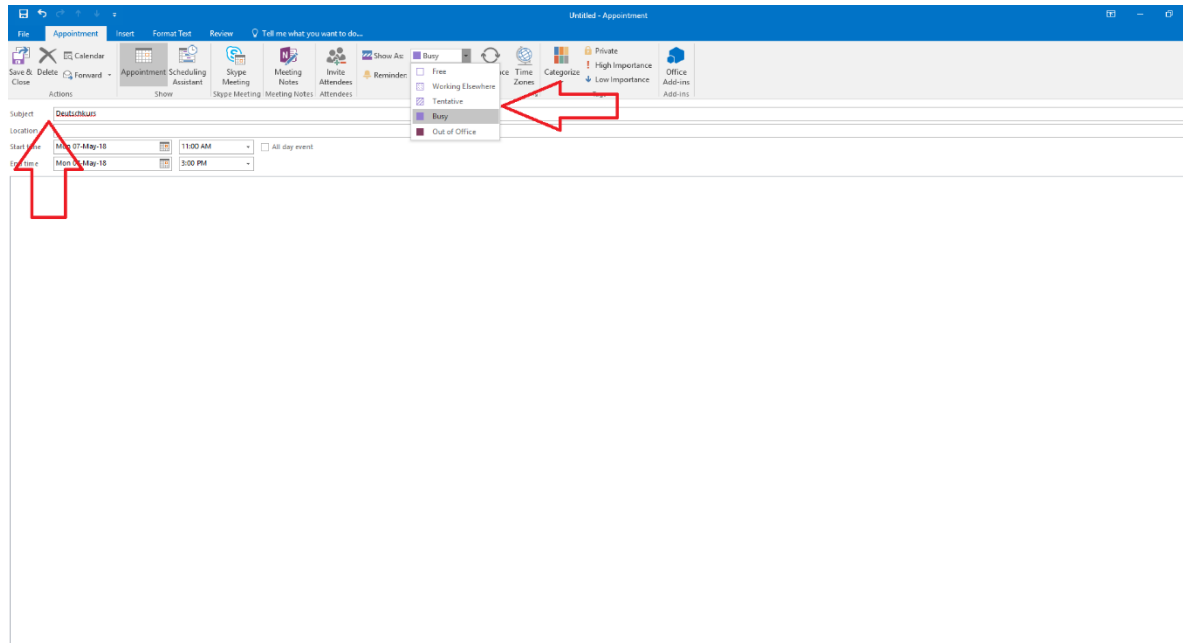 Untitled - Appointment
File Appointment Insert Format Text Review Tell me what you want to do...
Save & Close
Delete
Calendar
Forward
Actions
Appointment
Scheduling Assistant
Show
Skype Meeting
Skype Meeting
Meeting Notes
Meeting Notes
Invite Attendees
Attendees
Show As: Busy
Reminder:
Free
Working Elsewhere
Tentative
Busy
Out of Office
Time Zones
Categorize
Private
High Importance
Low Importance
Office Add-ins
Add-ins
Subject Deutschkurs
Location
Start time Mon 07-May-18 11:00 AM All day event
End time Mon 07-May-18 3:00 PM